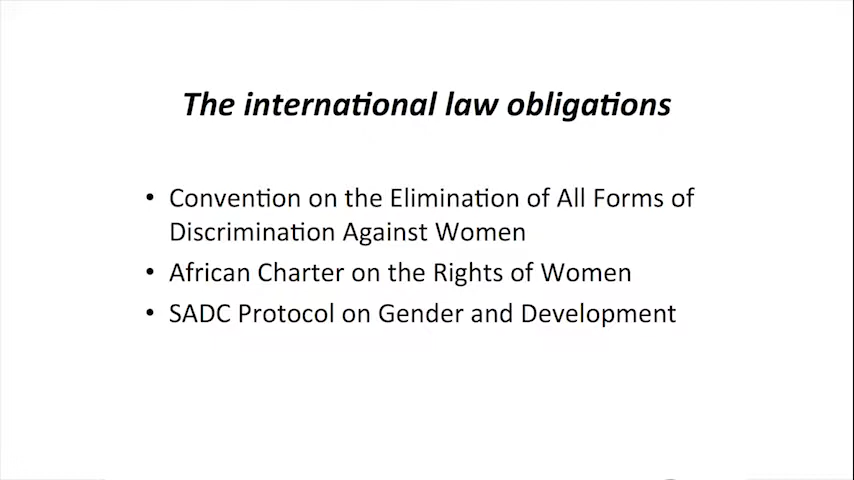 The international law obligations
• Convention on the Elimination of All Forms of
Discrimination Against Women
• African Charter on the Rights of Women
• SADC Protocol on Gender and Development